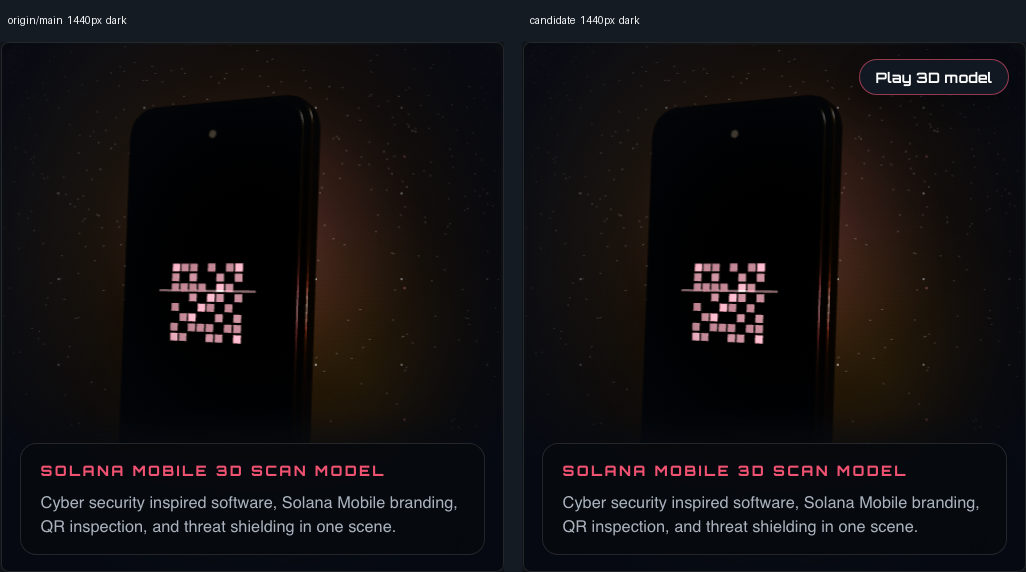 origin/main 1440px dark
candidate 1440px dark
Play 3D model
SOLANA MOBILE 3D SCAN MODEL
Cyber security inspired software, Solana Mobile branding,
QR inspection, and threat shielding in one scene.
SOLANA MOBILE 3D SCAN MODEL
Cyber security inspired software, Solana Mobile branding,
QR inspection, and threat shielding in one scene.